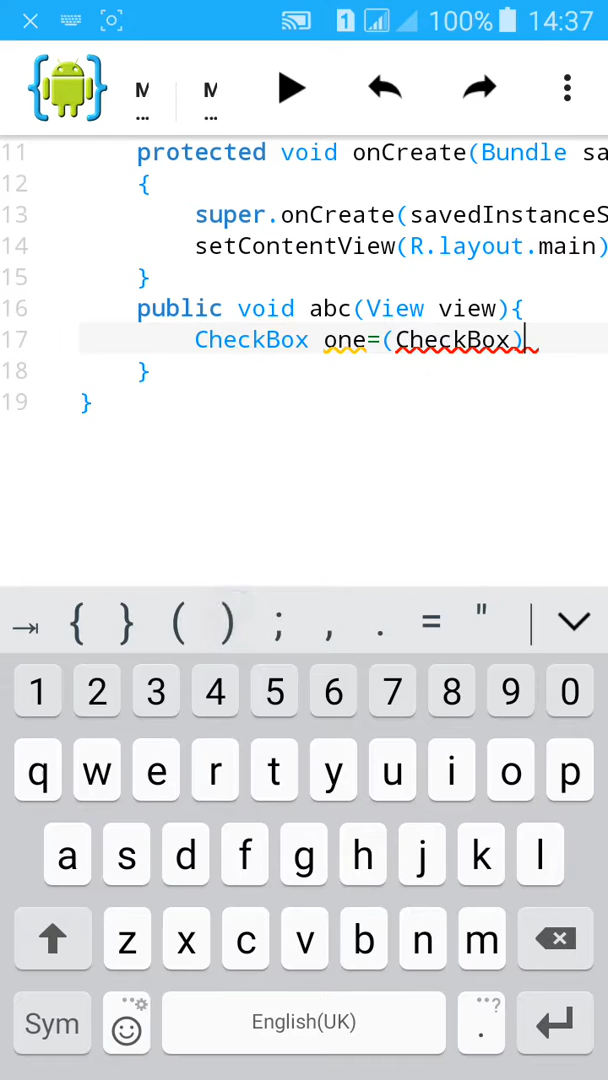 1 100% 14:37
M ... M ...
11 protected void onCreate(Bundle sa
12 {
13 super.onCreate(savedInstanceS
14 setContentView(R.layout.main)
15 }
16 public void abc(View view){
17 CheckBox one=(CheckBox)
18 }
19 }
{ } ( ) ; , . = " |
1 2 3 4 5 6 7 8 9 0
q w e r t y u i o p
a s d f g h j k l
z x c v b n m
Sym English(UK) . ?